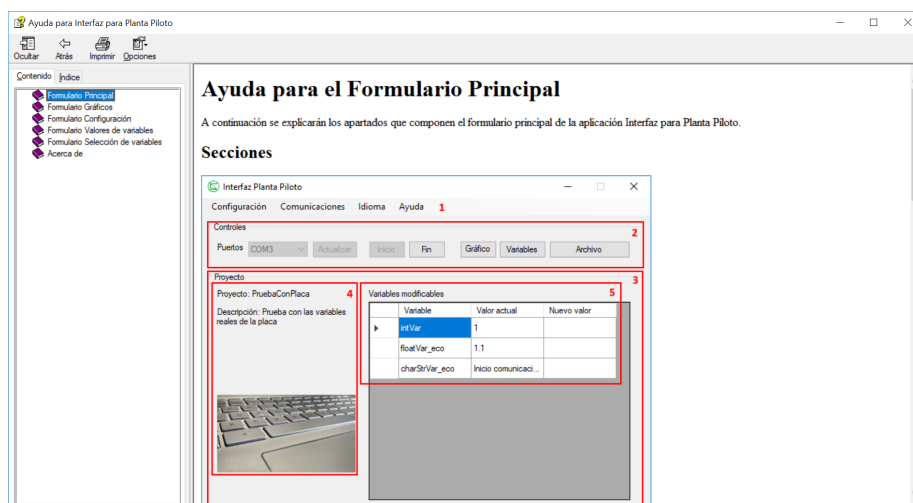 Ayuda para Interfaz para Planta Piloto
Ocultar Atrás Imprimir Opciones
Contenido Índice
Formulario Principal
Formulario Gráficos
Formulario Configuración
Formulario Valores de variables
Formulario Selección de variables
Acerca de
Ayuda para el Formulario Principal
A continuación se explicarán los apartados que componen el formulario principal de la aplicación Interfaz para Planta Piloto.
Secciones
Interfaz Planta Piloto
Configuración Comunicaciones Idioma Ayuda 1
Controles 2
Puertos COM3 Actualizar Inicio Fin Gráfico Variables Archivo
Proyecto 3
Proyecto: PruebaConPlaca 4
Descripción: Prueba con las variables
reales de la placa
Variables modificables 5
Variable Valor actual Nuevo valor
intVar 1
floatVar_eco 1.1
charStrVar_eco Inicio comunicaci...